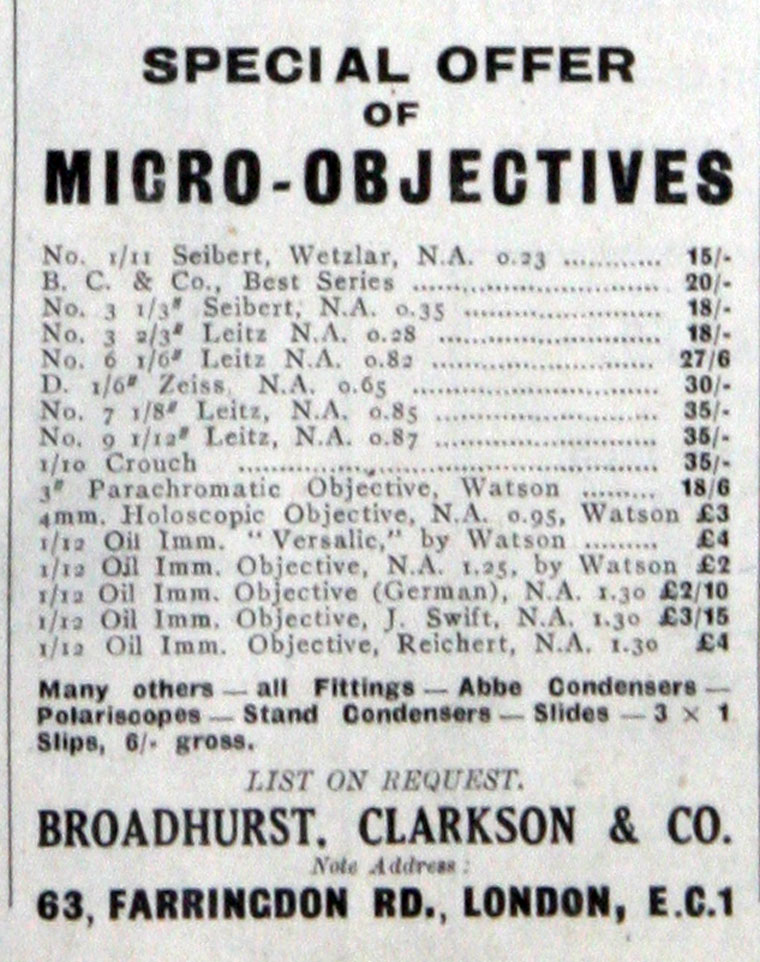 SPECIAL OFFER
OF
MICRO-OBJECTIVES
No. 1/11 Seibert, Wetzlar, N.A. 0.23 ............ 15/-
B. C. & Co., Best Series ............................ 20/-
No. 3 1/3" Seibert, N.A. 0.35 ...................... 18/-
No. 3 2/3" Leitz N.A. 0.28 ......................... 18/-
No. 6 1/6" Leitz N.A. 0.82 ......................... 27/6
D. 1/6" Zeiss, N.A. 0.65 ............................ 30/-
No. 7 1/8" Leitz, N.A. 0.85 ......................... 35/-
No. 9 1/12" Leitz, N.A. 0.87 ......................... 35/-
1/10 Crouch ................................................ 35/-
3" Parachromatic Objective, Watson ......... 18/6
4mm. Holoscopic Objective, N.A. 0.95, Watson £3
1/12 Oil Imm. "Versalic," by Watson ......... £4
1/12 Oil Imm. Objective, N.A. 1.25, by Watson £2
1/12 Oil Imm. Objective (German), N.A. 1.30 £2/10
1/12 Oil Imm. Objective, J. Swift, N.A. 1.30 £3/15
1/12 Oil Imm. Objective, Reichert, N.A. 1.30 £4
Many others — all Fittings — Abbe Condensers —
Polariscopes — Stand Condensers — Slides — 3 × 1
Slips, 6/- gross.
LIST ON REQUEST.
BROADHURST, CLARKSON & CO.
Note Address:
63, FARRINGDON RD., LONDON, E.C.1